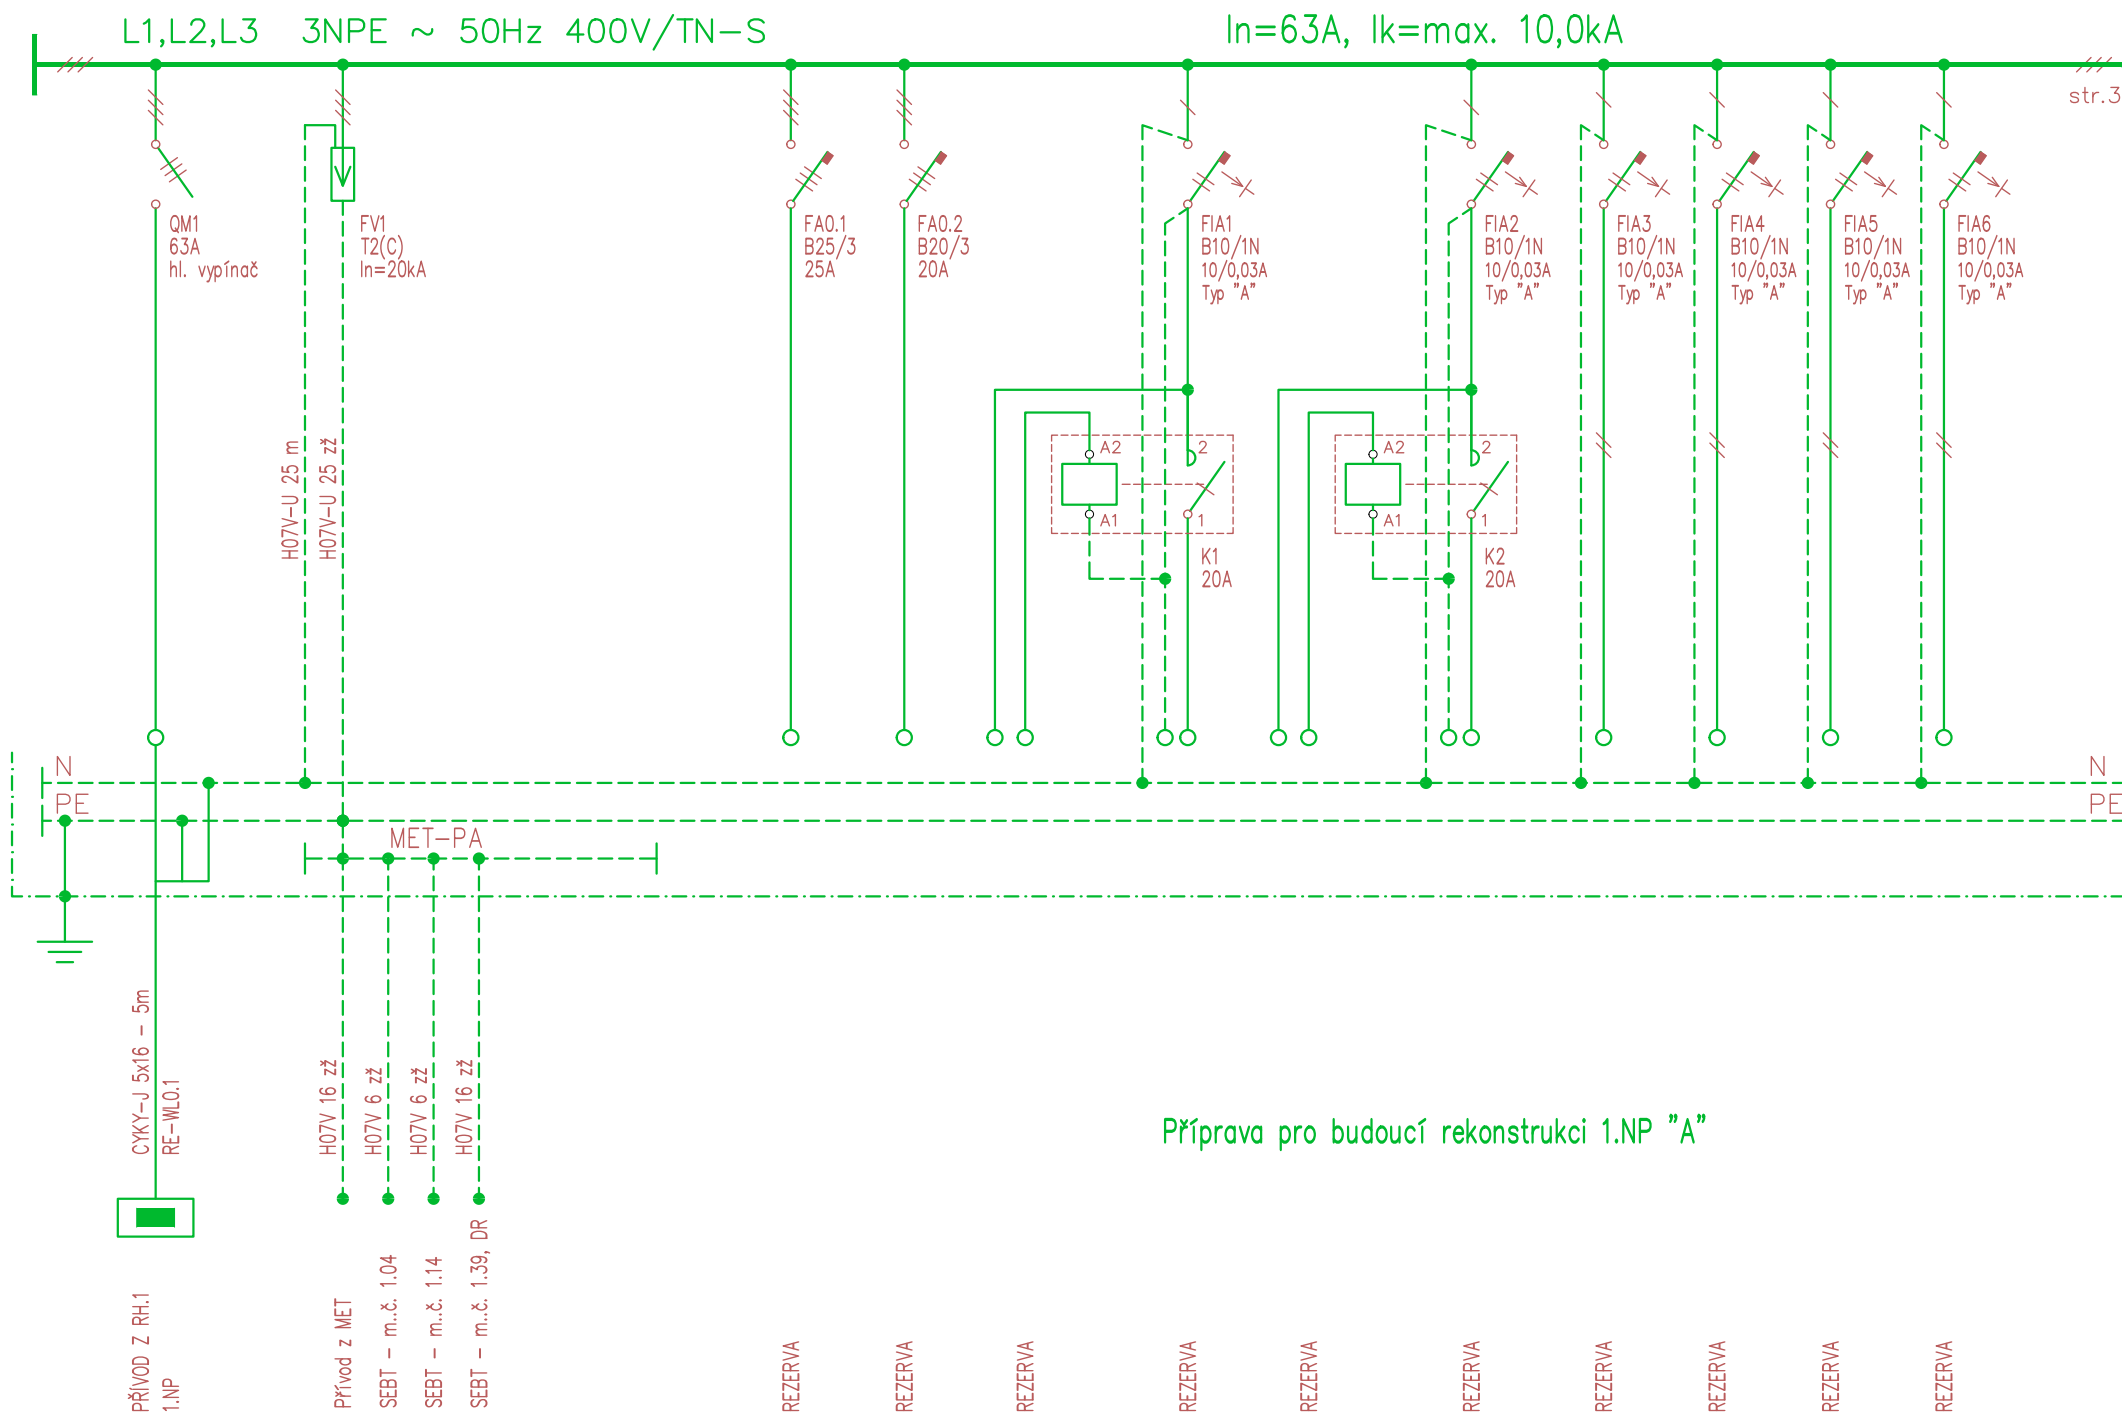 L1,L2,L3 3NPE ~ 50Hz 400V/TN-S
In=63A, Ik=max. 10,0kA
str.3
QM1
63A
hl. vypínač
FV1
T2(C)
In=20kA
FA0.1
B25/3
25A
FA0.2
B20/3
20A
FIA1
B10/1N
10/0,03A
Typ "A"
FIA2
B10/1N
10/0,03A
Typ "A"
FIA3
B10/1N
10/0,03A
Typ "A"
FIA4
B10/1N
10/0,03A
Typ "A"
FIA5
B10/1N
10/0,03A
Typ "A"
FIA6
B10/1N
10/0,03A
Typ "A"
H07V-U 25 m
H07V-U 25 zž
A2
2
A1
1
K1
20A
A2
2
A1
1
K2
20A
N
N
PE
PE
MET-PA
CYKY-J 5x16 - 5m
RE-WL0.1
H07V 16 zž
H07V 6 zž
H07V 6 zž
H07V 16 zž
Příprava pro budoucí rekonstrukci 1.NP "A"
PŘÍVOD Z RH.1
1.NP
Přívod z MET
SEBT - m..č. 1.04
SEBT - m..č. 1.14
SEBT - m..č. 1.39, DR
REZERVA
REZERVA
REZERVA
REZERVA
REZERVA
REZERVA
REZERVA
REZERVA
REZERVA
REZERVA